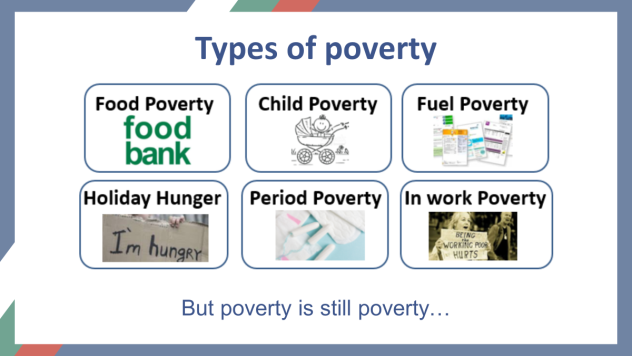 Types of poverty
Food Poverty
food
bank
Child Poverty
Fuel Poverty
Holiday Hunger
I'm hungry
Period Poverty
In work Poverty
BEING
WORKING POOR
HURTS
But poverty is still poverty…